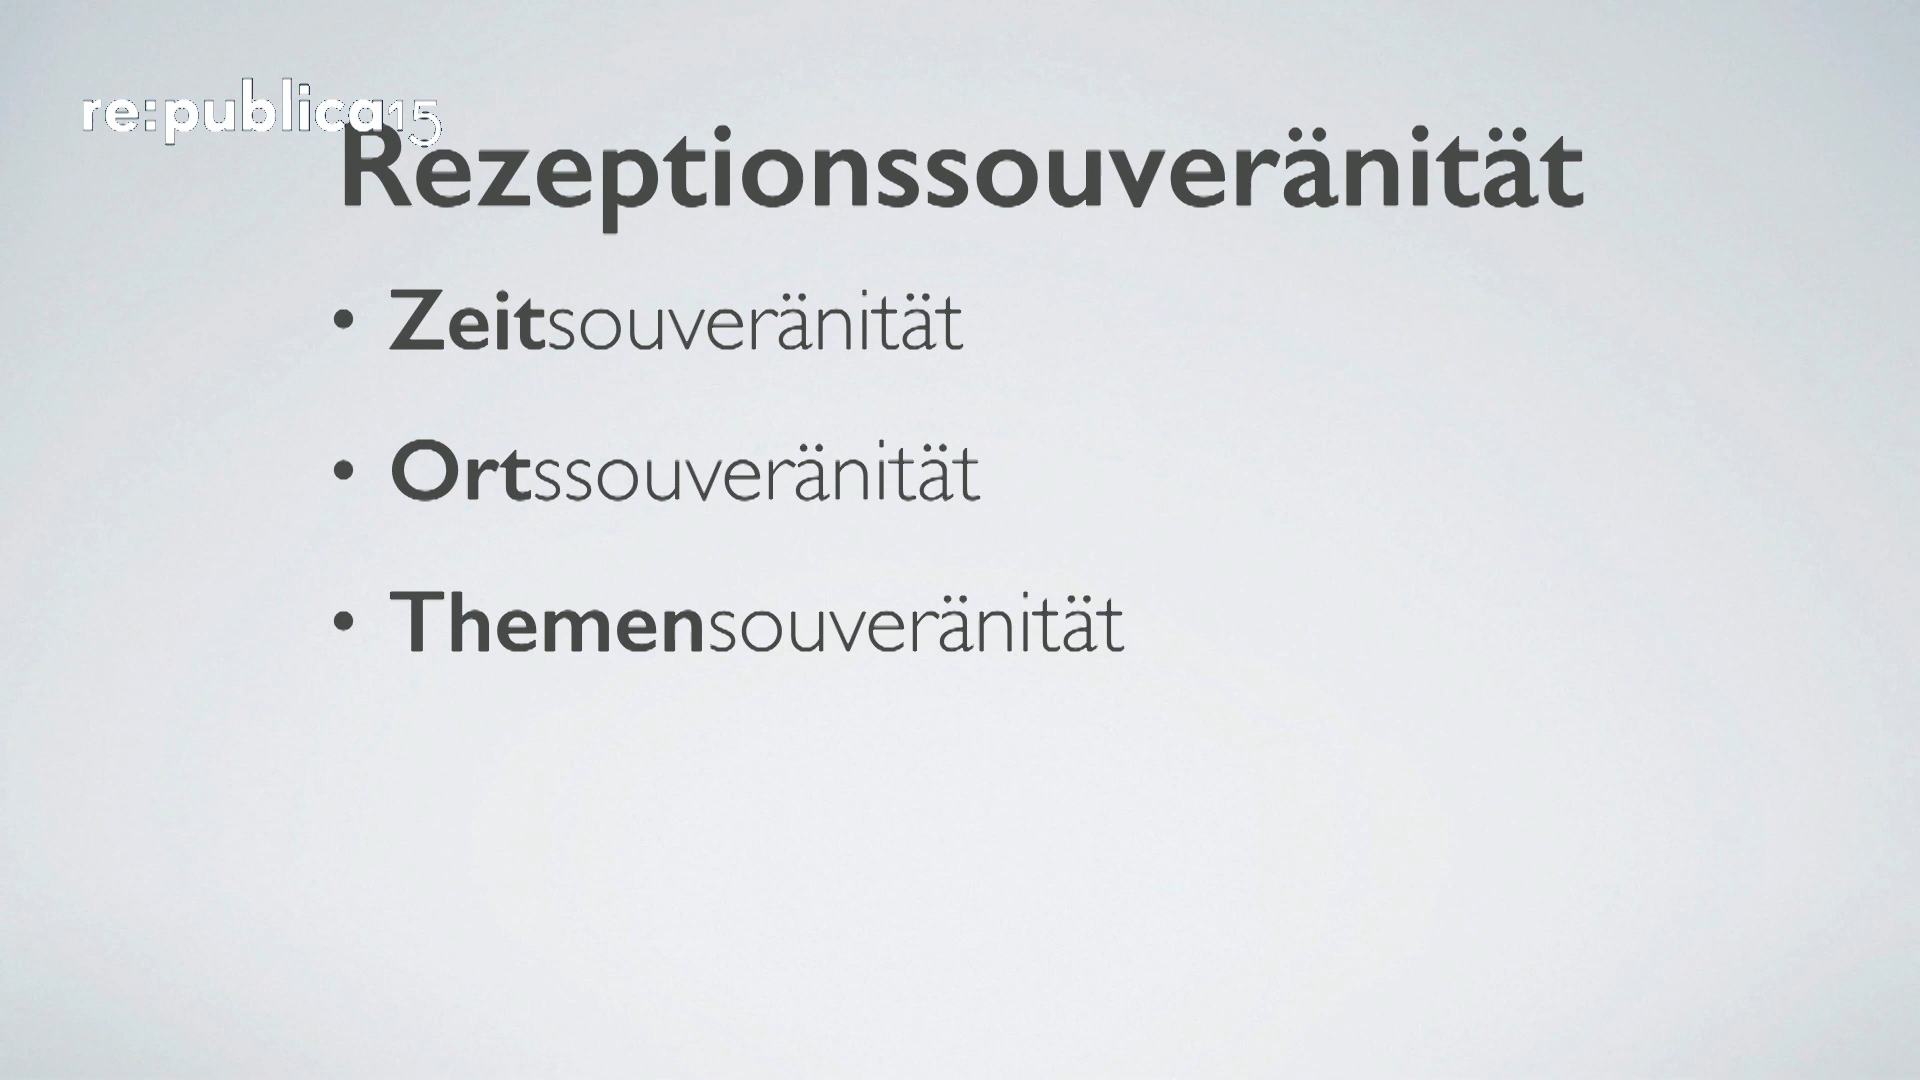 re:publica15
Rezeptionssouveränität
• Zeitsouveränität
• Ortssouveränität
• Themensouveränität